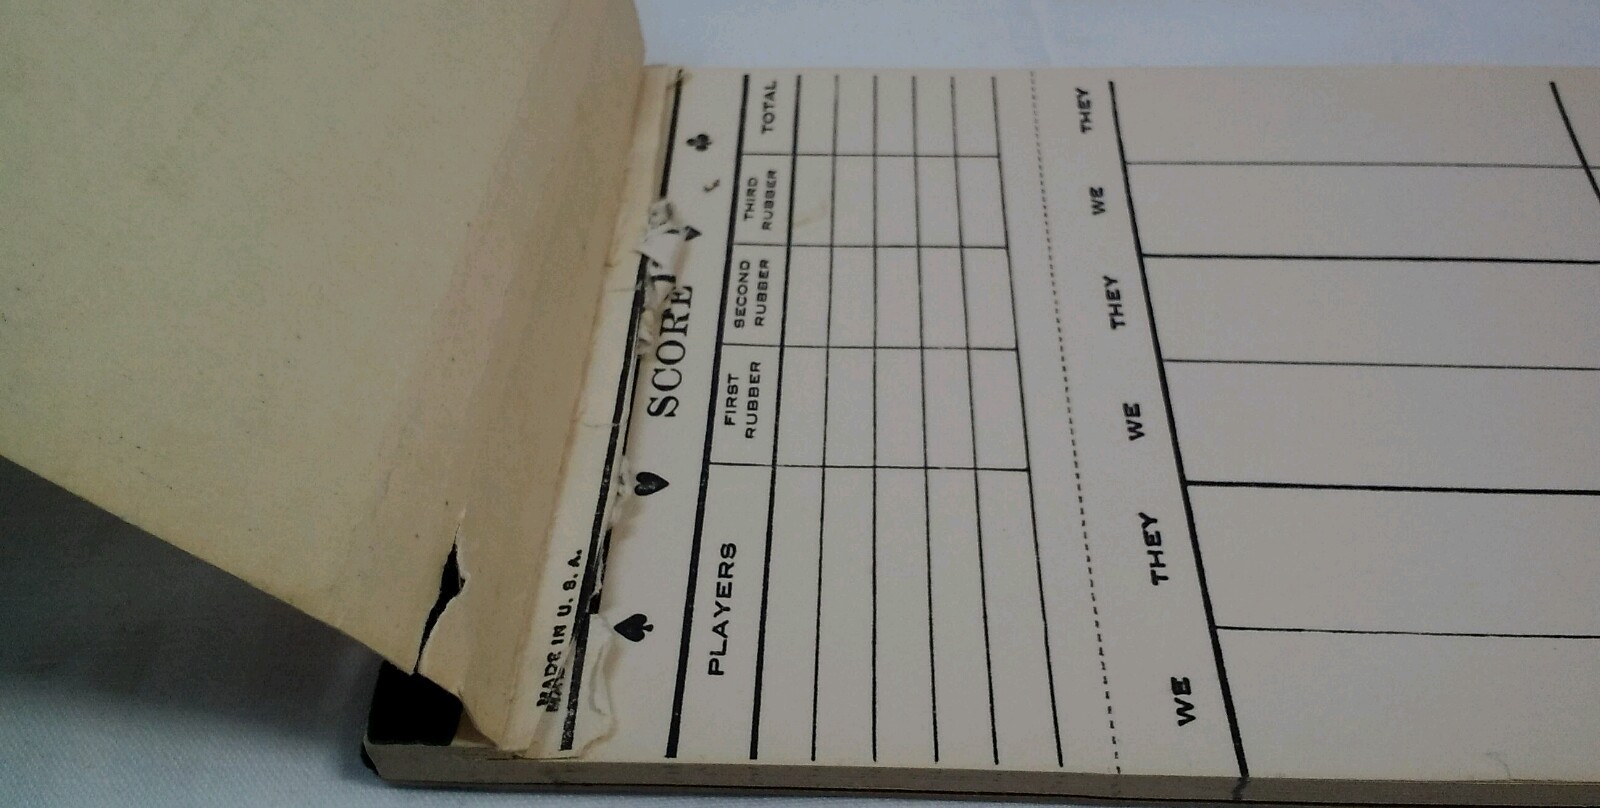 MADE IN U. S. A.
SCORE
PLAYERS
FIRST RUBBER
SECOND RUBBER
THIRD RUBBER
TOTAL
WE THEY WE THEY WE THEY